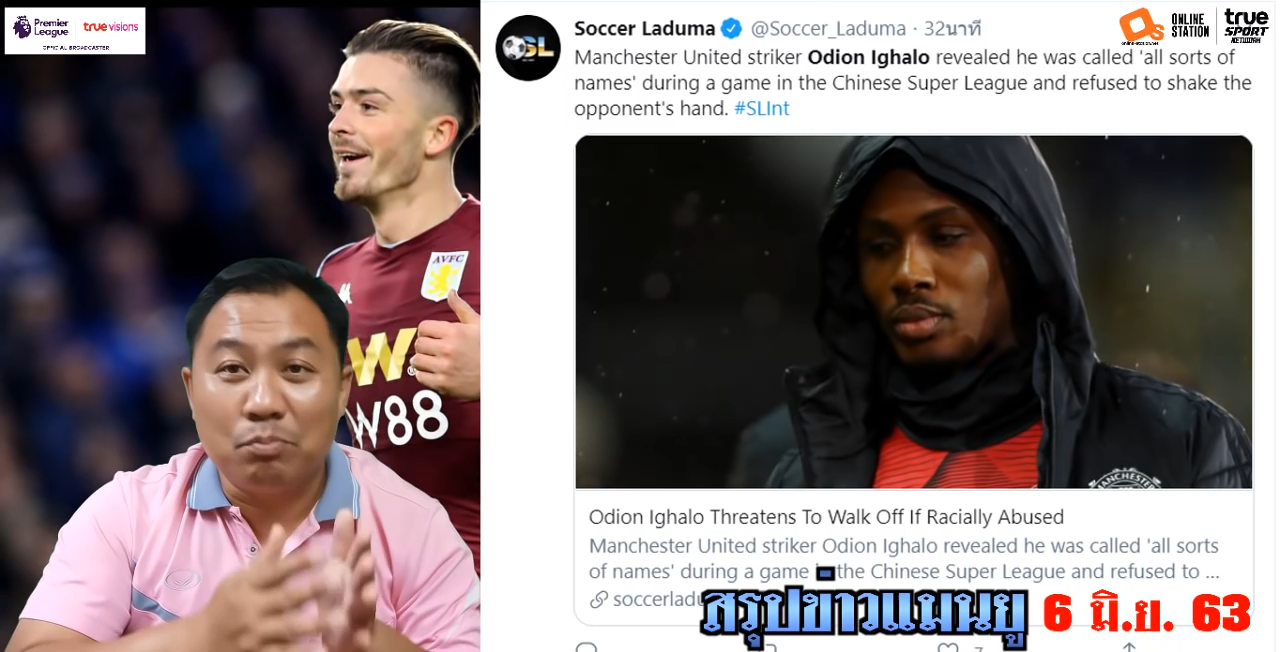 Premier
League
true visions
OFFICIAL BROADCASTER
AVFC
W
W88
SL
Soccer Laduma @Soccer_Laduma · 32นาที
Manchester United striker Odion Ighalo revealed he was called 'all sorts of
names' during a game in the Chinese Super League and refused to shake the
opponent's hand. #SLInt
ONLINE
STATION
true
SPORT
NETWORK
MANCHESTER
Odion Ighalo Threatens To Walk Off If Racially Abused
Manchester United striker Odion Ighalo revealed he was called 'all sorts
of names' during a game in the Chinese Super League and refused to ...
สรุปข่าวแมนยู 6 มิ.ย. 63
7